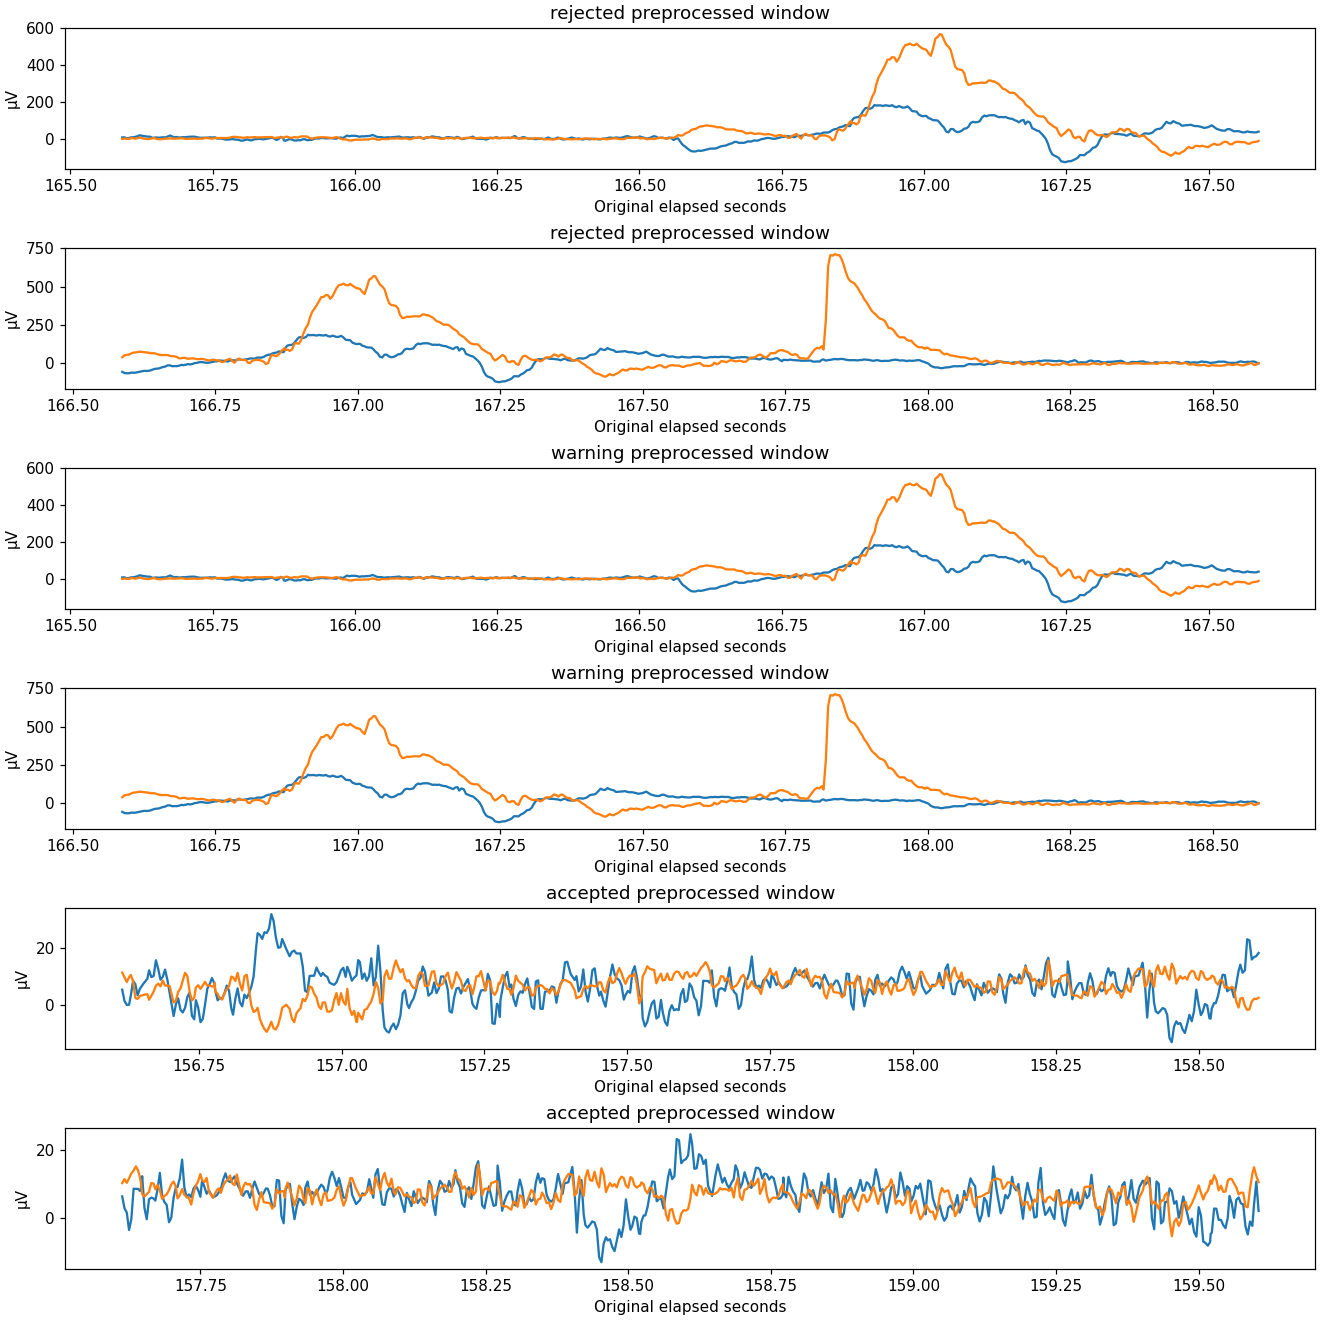 rejected preprocessed window
600
400
200
0
µV
165.50 165.75 166.00 166.25 166.50 166.75 167.00 167.25 167.50
Original elapsed seconds
rejected preprocessed window
750
500
250
0
µV
166.50 166.75 167.00 167.25 167.50 167.75 168.00 168.25 168.50
Original elapsed seconds
warning preprocessed window
600
400
200
0
µV
165.50 165.75 166.00 166.25 166.50 166.75 167.00 167.25 167.50
Original elapsed seconds
warning preprocessed window
750
500
250
0
µV
166.50 166.75 167.00 167.25 167.50 167.75 168.00 168.25 168.50
Original elapsed seconds
accepted preprocessed window
20
0
µV
156.75 157.00 157.25 157.50 157.75 158.00 158.25 158.50
Original elapsed seconds
accepted preprocessed window
20
10
0
µV
157.75 158.00 158.25 158.50 158.75 159.00 159.25 159.50
Original elapsed seconds